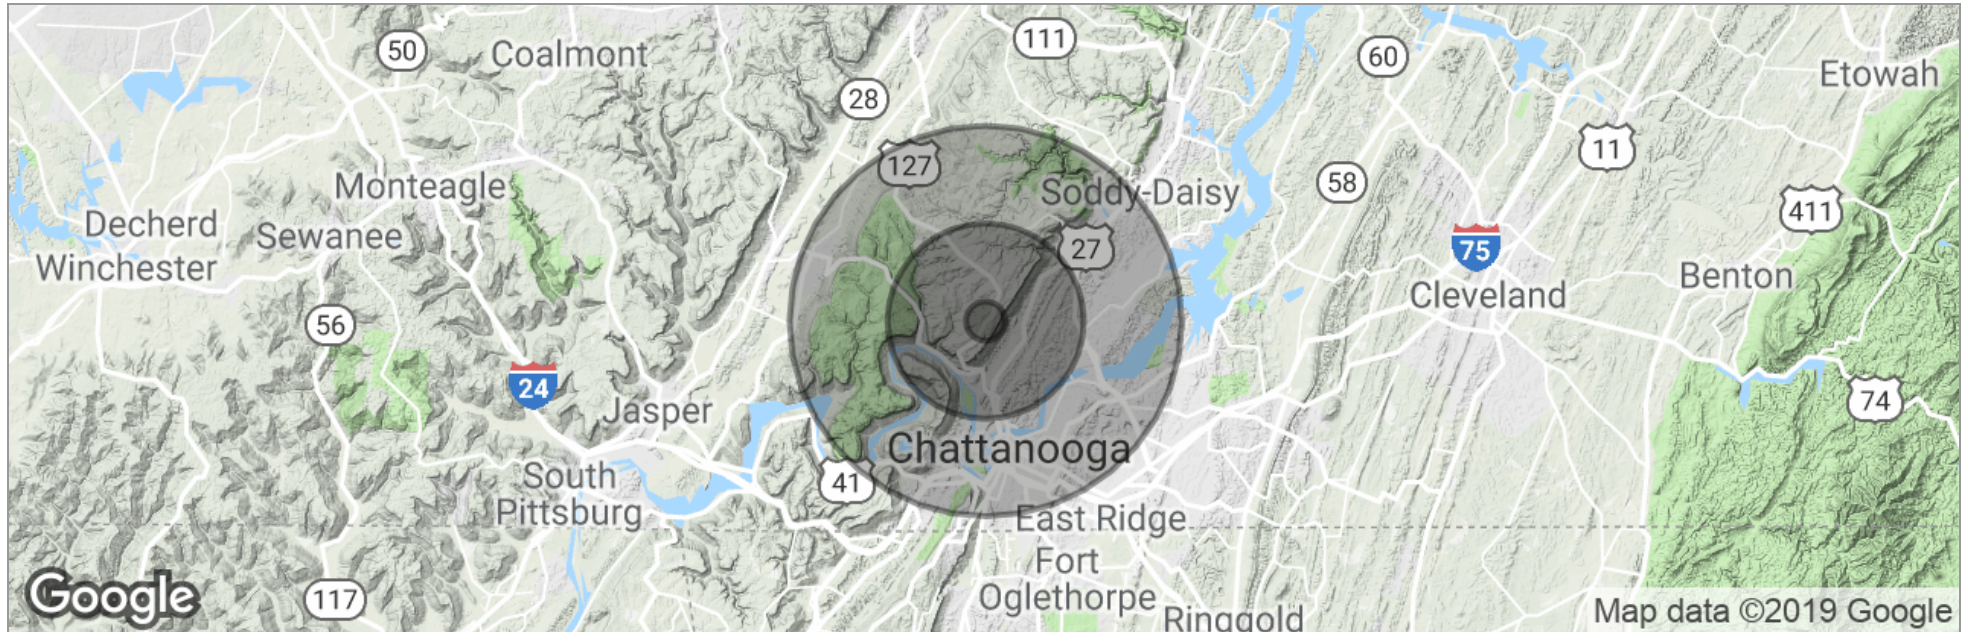 50
Coalmont
111
60
Etowah
28
11
127
Monteagle
Soddy-Daisy
58
411
Decherd
Sewanee
27
75
Winchester
Benton
Cleveland
56
24
Jasper
74
Chattanooga
South
Pittsburg
41
East Ridge
Fort
Oglethorpe
Google
117
Ringgold
Map data ©2019 Google